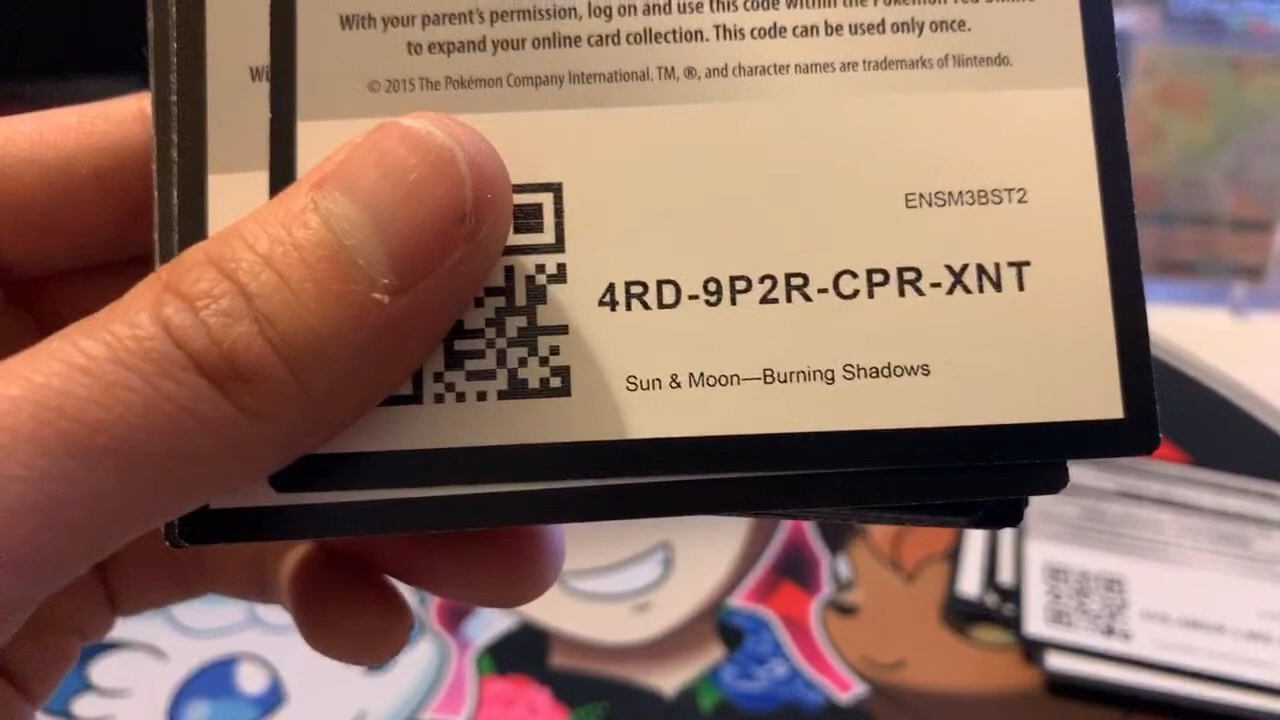 With your parent's permission, log on and use this code within the Pokémon
to expand your online card collection. This code can be used only once.
Wi
© 2015 The Pokémon Company International. TM, ®, and character names are trademarks of Nintendo.
ENSM3BST2
4RD-9P2R-CPR-XNT
Sun & Moon—Burning Shadows